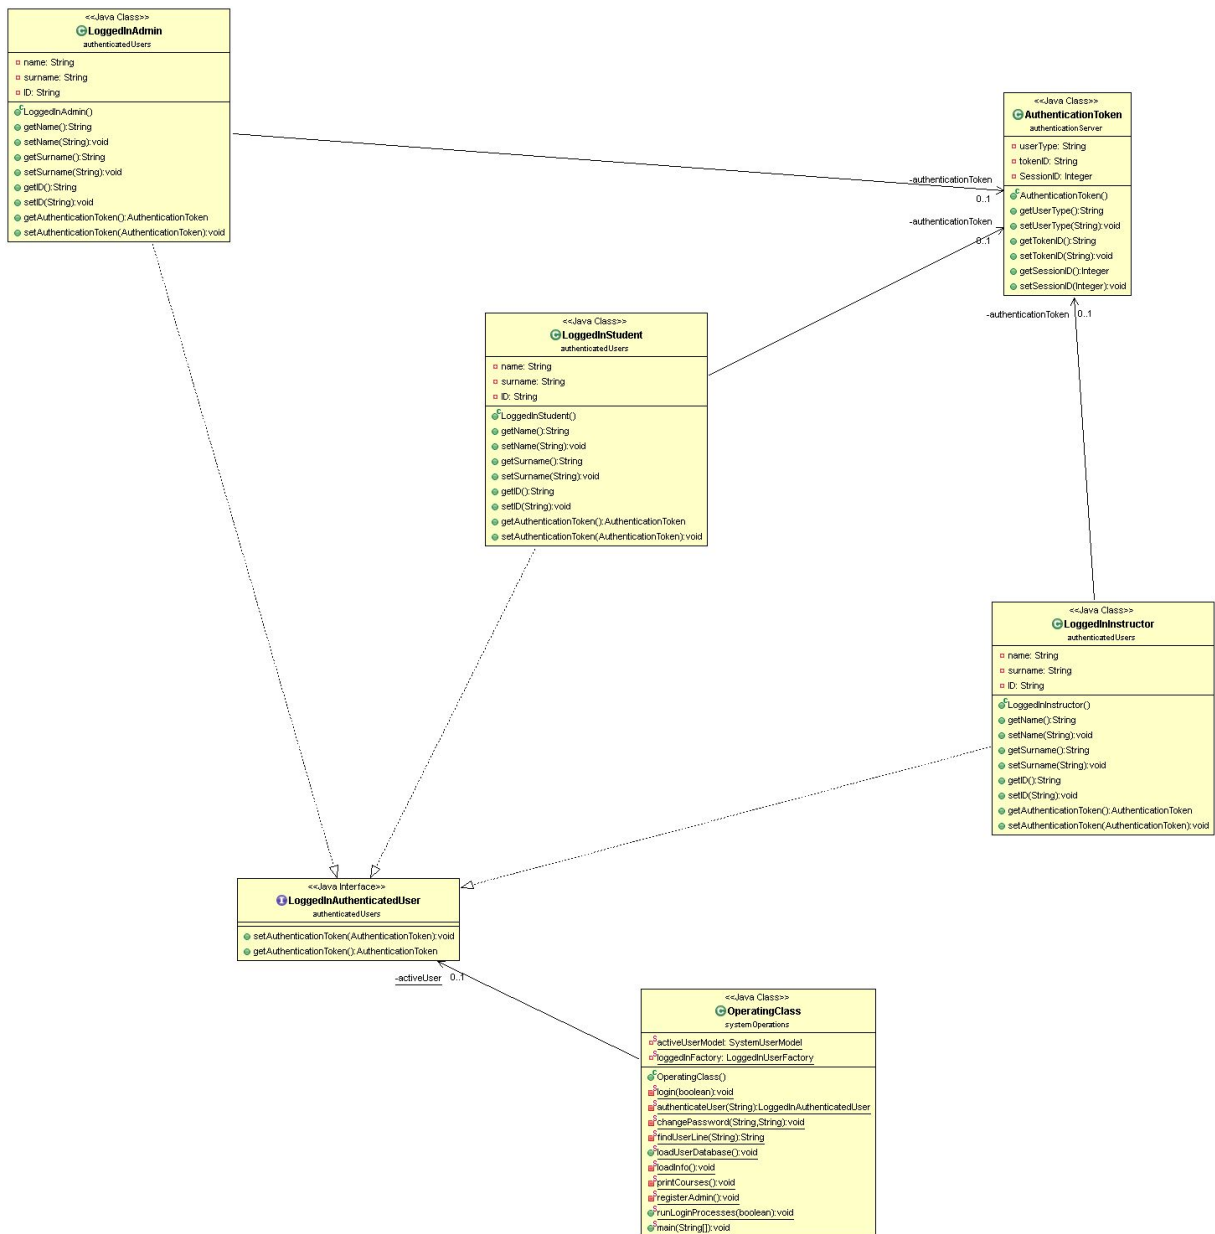 <<Java Class>>
LoggedInAdmin
authenticatedUsers
name: String
surname: String
ID: String
LoggedInAdmin()
getName():String
setName(String):void
getSurname():String
setSurname(String):void
getID():String
setID(String):void
getAuthenticationToken():AuthenticationToken
setAuthenticationToken(AuthenticationToken):void
<<Java Class>>
AuthenticationToken
authenticationServer
userType: String
tokenID: String
SessionID: Integer
AuthenticationToken()
getUserType():String
setUserType(String):void
getTokenID():String
setTokenID(String):void
getSessionID():Integer
setSessionID(Integer):void
-authenticationToken
0..1
-authenticationToken
0..1
-authenticationToken
0..1
<<Java Class>>
LoggedInStudent
authenticatedUsers
name: String
surname: String
ID: String
LoggedInStudent()
getName():String
setName(String):void
getSurname():String
setSurname(String):void
getID():String
setID(String):void
getAuthenticationToken():AuthenticationToken
setAuthenticationToken(AuthenticationToken):void
<<Java Class>>
LoggedInInstructor
authenticatedUsers
name: String
surname: String
ID: String
LoggedInInstructor()
getName():String
setName(String):void
getSurname():String
setSurname(String):void
getID():String
setID(String):void
getAuthenticationToken():AuthenticationToken
setAuthenticationToken(AuthenticationToken):void
<<Java Interface>>
LoggedInAuthenticatedUser
authenticatedUsers
setAuthenticationToken(AuthenticationToken):void
getAuthenticationToken():AuthenticationToken
-activeUser
0..1
<<Java Class>>
OperatingClass
systemOperations
activeUserModel: SystemUserModel
loggedInFactory: LoggedInUserFactory
OperatingClass()
login(boolean):void
authenticateUser(String):LoggedInAuthenticatedUser
changePassword(String,String):void
findUserLine(String):String
loadUserDatabase():void
loadInfo():void
printCourses():void
registerAdmin():void
runLoginProcesses(boolean):void
main(String[]):void